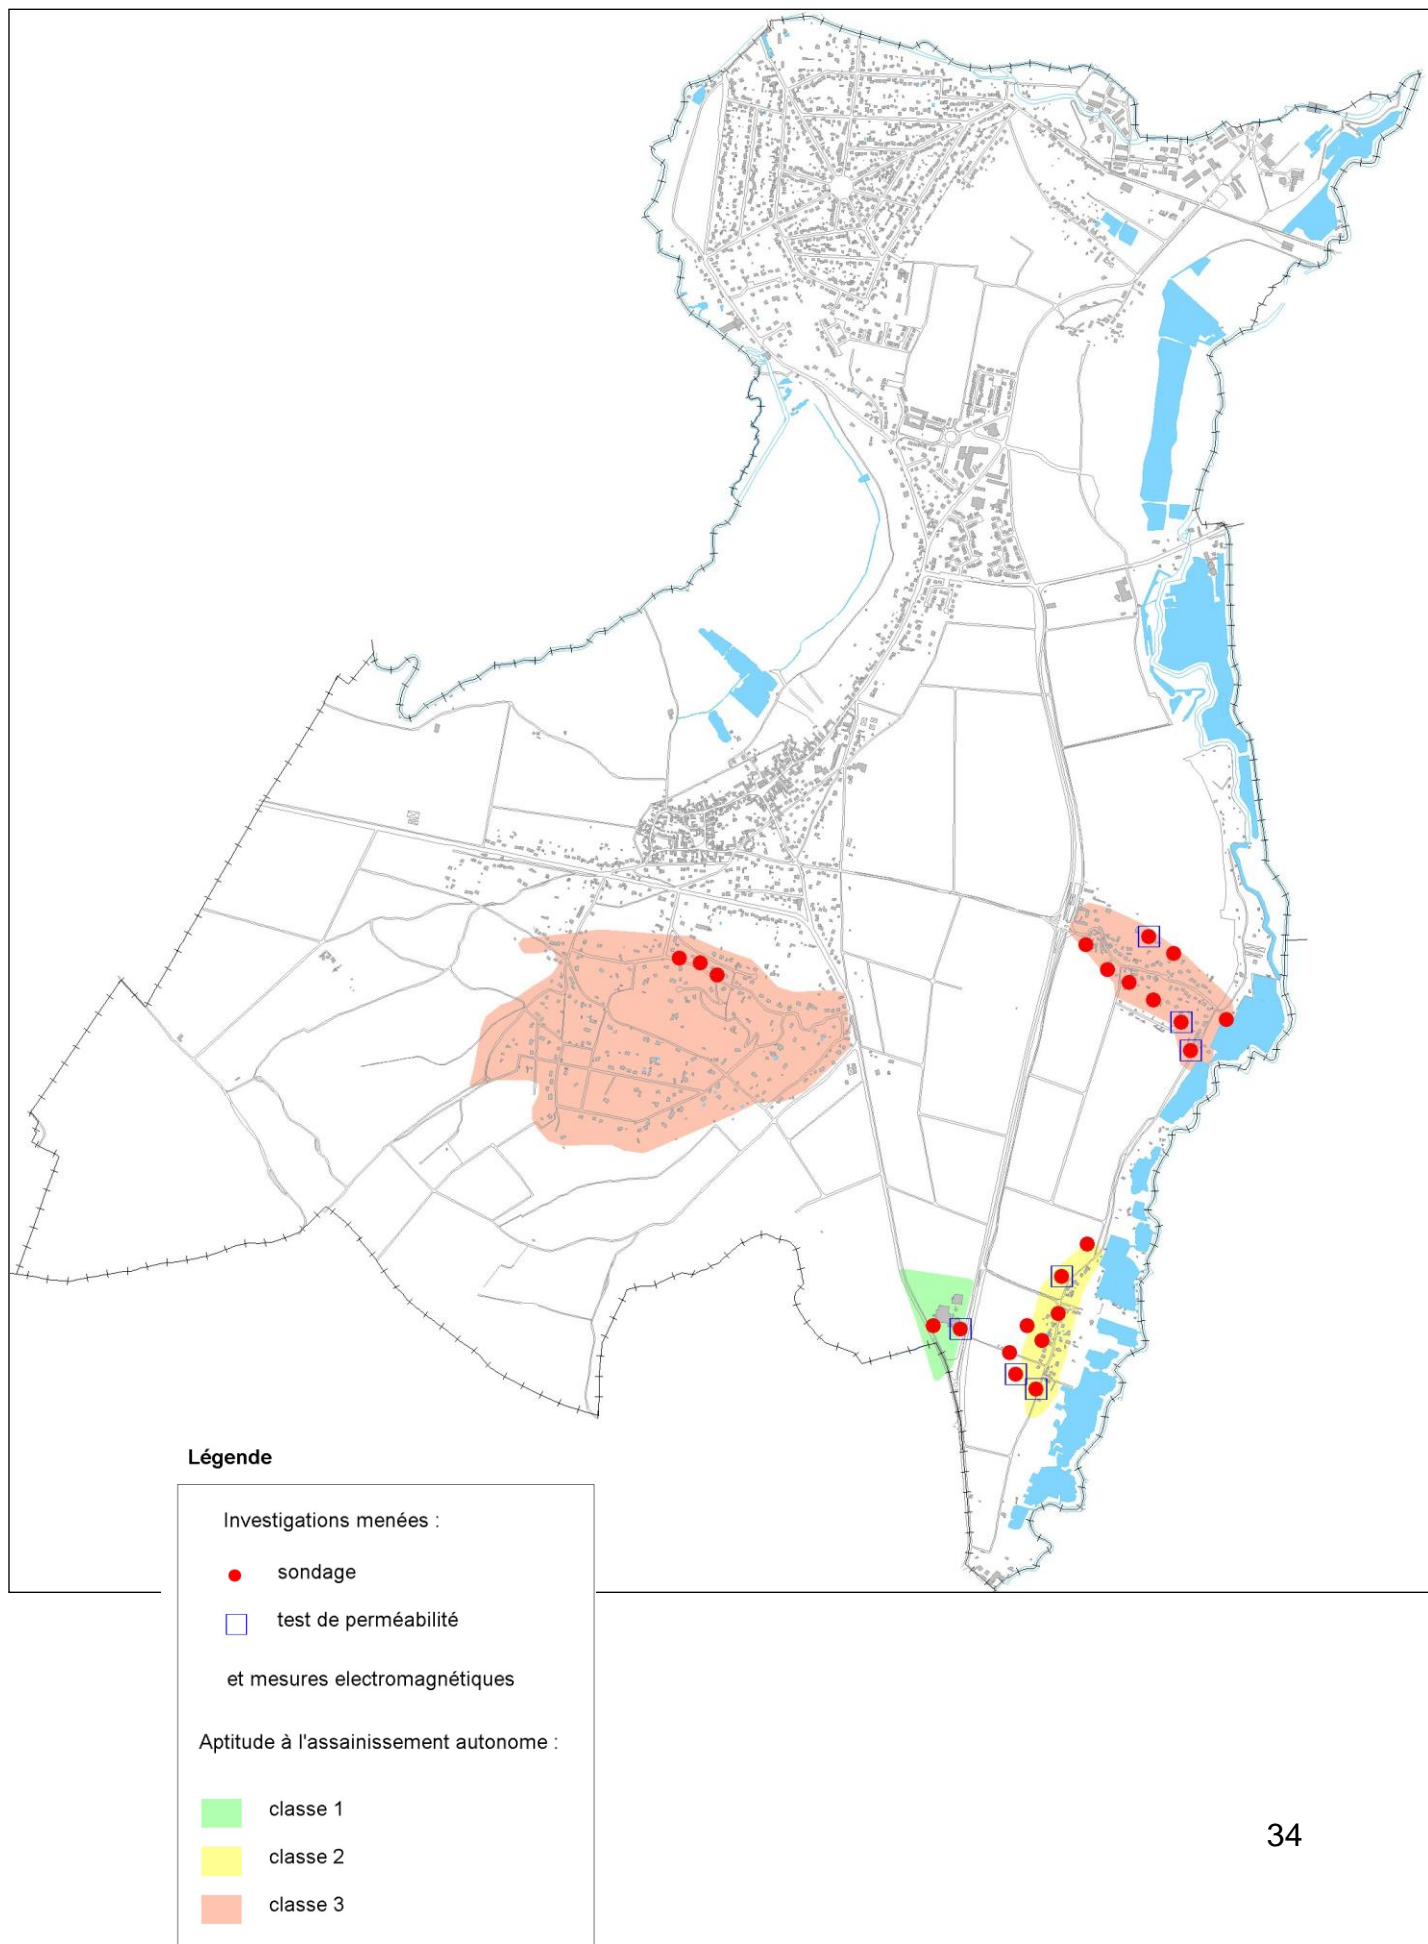 Légende
Investigations menées :
sondage
test de perméabilité
et mesures electromagnétiques
Aptitude à l'assainissement autonome :
classe 1
classe 2
classe 3
34